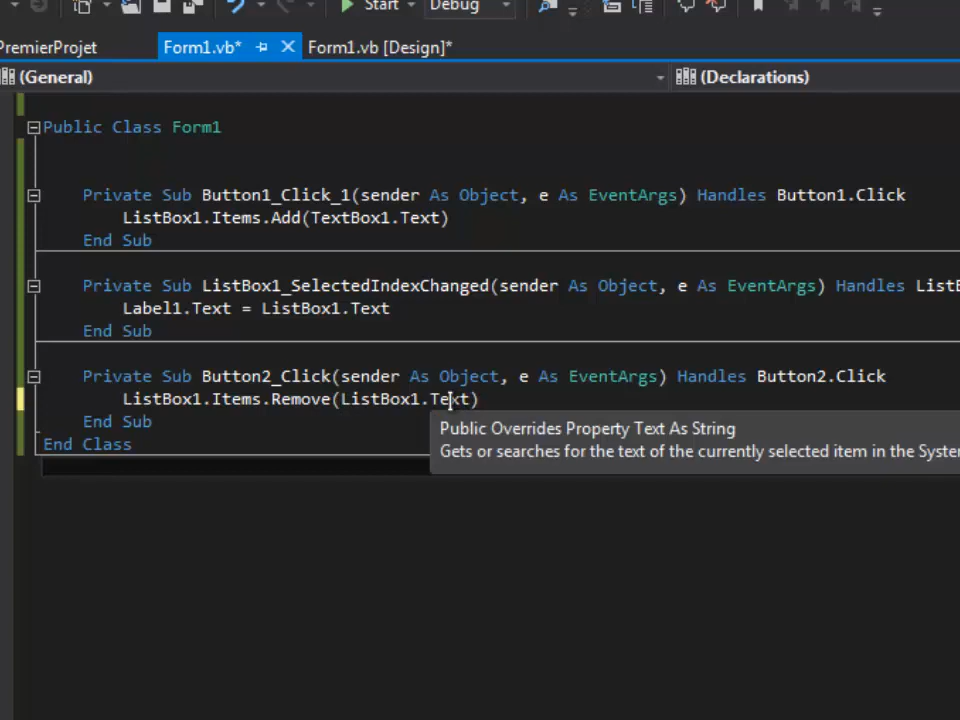 Start Debug
PremierProjet Form1.vb* Form1.vb [Design]*
(General) (Declarations)
Public Class Form1
Private Sub Button1_Click_1(sender As Object, e As EventArgs) Handles Button1.Click
ListBox1.Items.Add(TextBox1.Text)
End Sub
Private Sub ListBox1_SelectedIndexChanged(sender As Object, e As EventArgs) Handles ListB
Label1.Text = ListBox1.Text
End Sub
Private Sub Button2_Click(sender As Object, e As EventArgs) Handles Button2.Click
ListBox1.Items.Remove(ListBox1.Text)
End Sub
Public Overrides Property Text As String
End Class
Gets or searches for the text of the currently selected item in the Syste